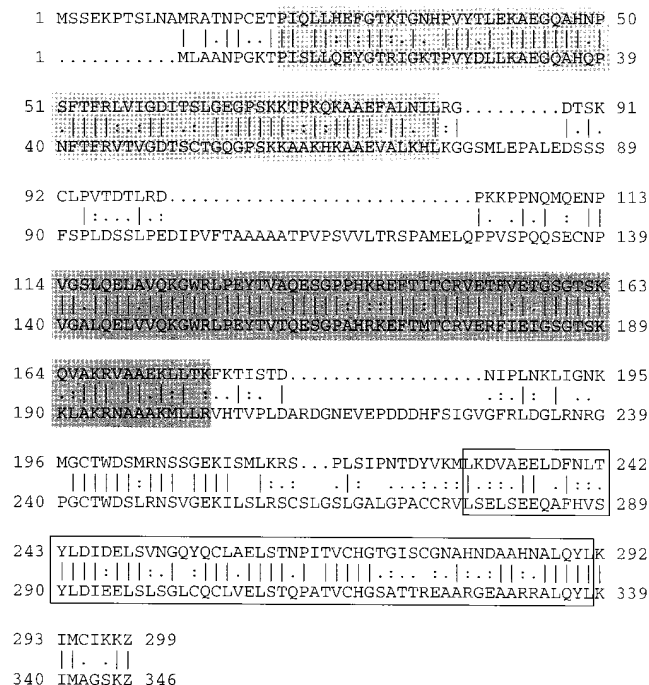 1 MSSEKPTSLNAMRATNPCETPIQLLHEFGTKTGNHPVYTLEKAEGQAHNP 50
| |.|.|| .||.||.|:||.|.||.|||.|.|||||||.|
1 ...........MLAANPGKTPISLLQEYGTRIGKTPVYDLLKAEGQAHQP 39
51 SFTFRLVIGDITSLGEGPSKKTPKQKAAEFALNILRG.........DTSK 91
40 NFTFRVTVGDTSCTGQGPSKKAAKHKAAEVALKHLKGGSMLEPALEDSSS 89
92 CLPVTDTLRD............................PKKPPNQMQENP 113
90 FSPLDSSLPEDIPVFTAAAAATPVPSVVLTRSPAMELQPPVSPQQSECNP 139
114 VGSLQELAVQKGWRLPEYTVAQESGPPHKREFTITCRVETFVETGSGTSK 163
140 VGALQELVVQKGWRLPEYTVTQESGPAHRKEFTMTCRVERFIEIGSGTSK 189
164 QVAKRVAAEKLLTKFKTISTD..................NIPLNKLIGNK 195
190 KLAKRNAAAKMLLRVHTVPLDARDGNEVEPDDDHFSIGVGFRLDGLRNRG 239
196 MGCTWDSMRNSSGEKISMLKRS...PLSIPNTDYVKMLKDVAEELDFNLT 242
240 PGCTWDSLRNSVGEKILSLRSCSLGSLGALGPACCRVLSELSEEQAFHVS 289
243 YLDIDELSVNGQYQCLAELSTNPITVCHGTGISCGNAHNDAAHNALQYLK 292
290 YLDIEELSLSGLCQCLVELSTQPATVCHGSATTREAARGEAARRALQYLK 339
293 IMCIKKZ 299
||. . ||
340 IMAGSKZ 346